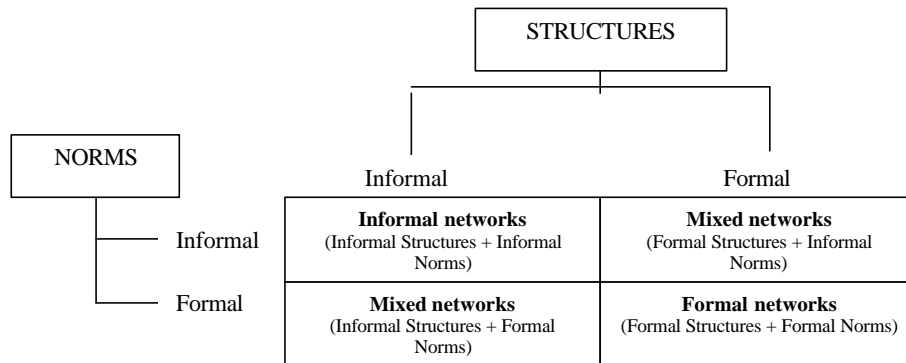 STRUCTURES
NORMS
Informal
Formal
Informal
Informal networks
(Informal Structures + Informal
Norms)
Mixed networks
(Formal Structures + Informal
Norms)
Formal
Mixed networks
(Informal Structures + Formal
Norms)
Formal networks
(Formal Structures + Formal Norms)